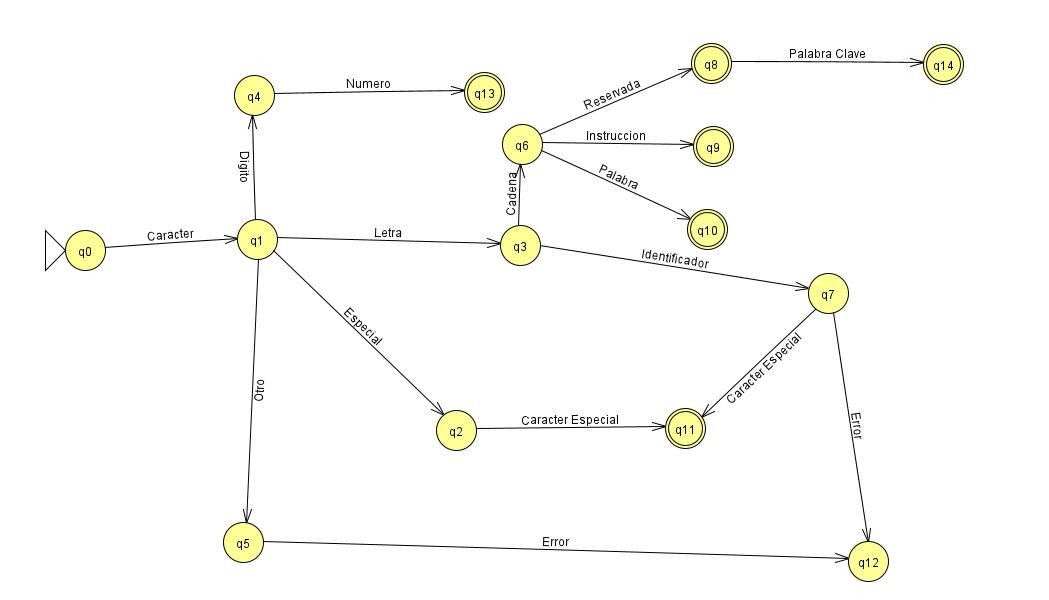 q8
Palabra Clave
q14
q4
Numero
q13
Reservada
q6
Instruccion
q9
Digito
Cadena
Palabra
q10
q0
Caracter
q1
Letra
q3
Identificador
q7
Especial
Caracter Especial
Otro
q2
Caracter Especial
q11
Error
q5
Error
q12